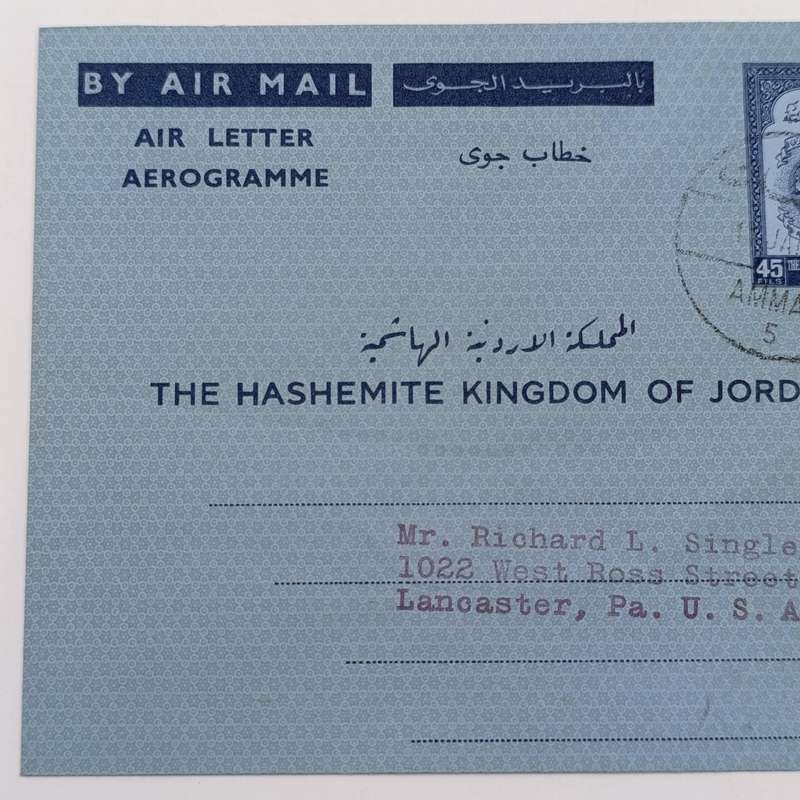 BY AIR MAIL
بالبريد الجوى
AIR LETTER
AEROGRAMME
خطاب جوى
45
FILS
THE
AMMA
5
المملكة الاردنية الهاشمية
THE HASHEMITE KINGDOM OF JORD
Mr. Richard L. Single
1022 West Ross Street
Lancaster, Pa. U. S. A